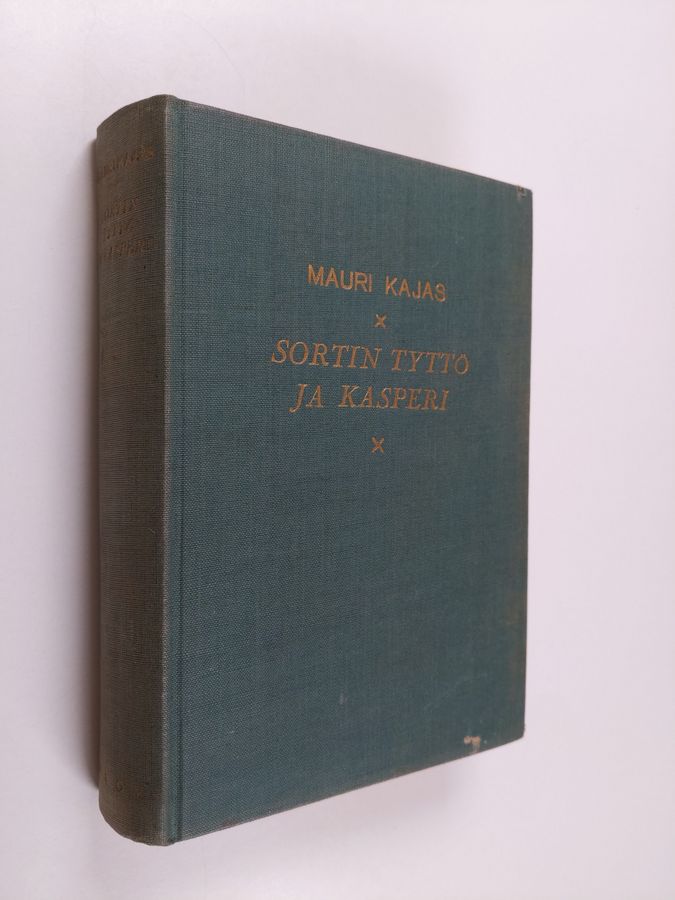 MAURI KAJAS
×
SORTIN TYTTÖ
JA KASPERI
×